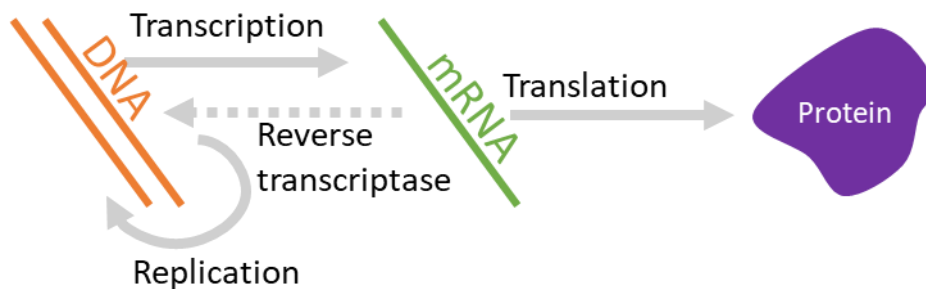 Transcription
DNA
mRNA
Translation
Protein
Reverse
transcriptase
Replication